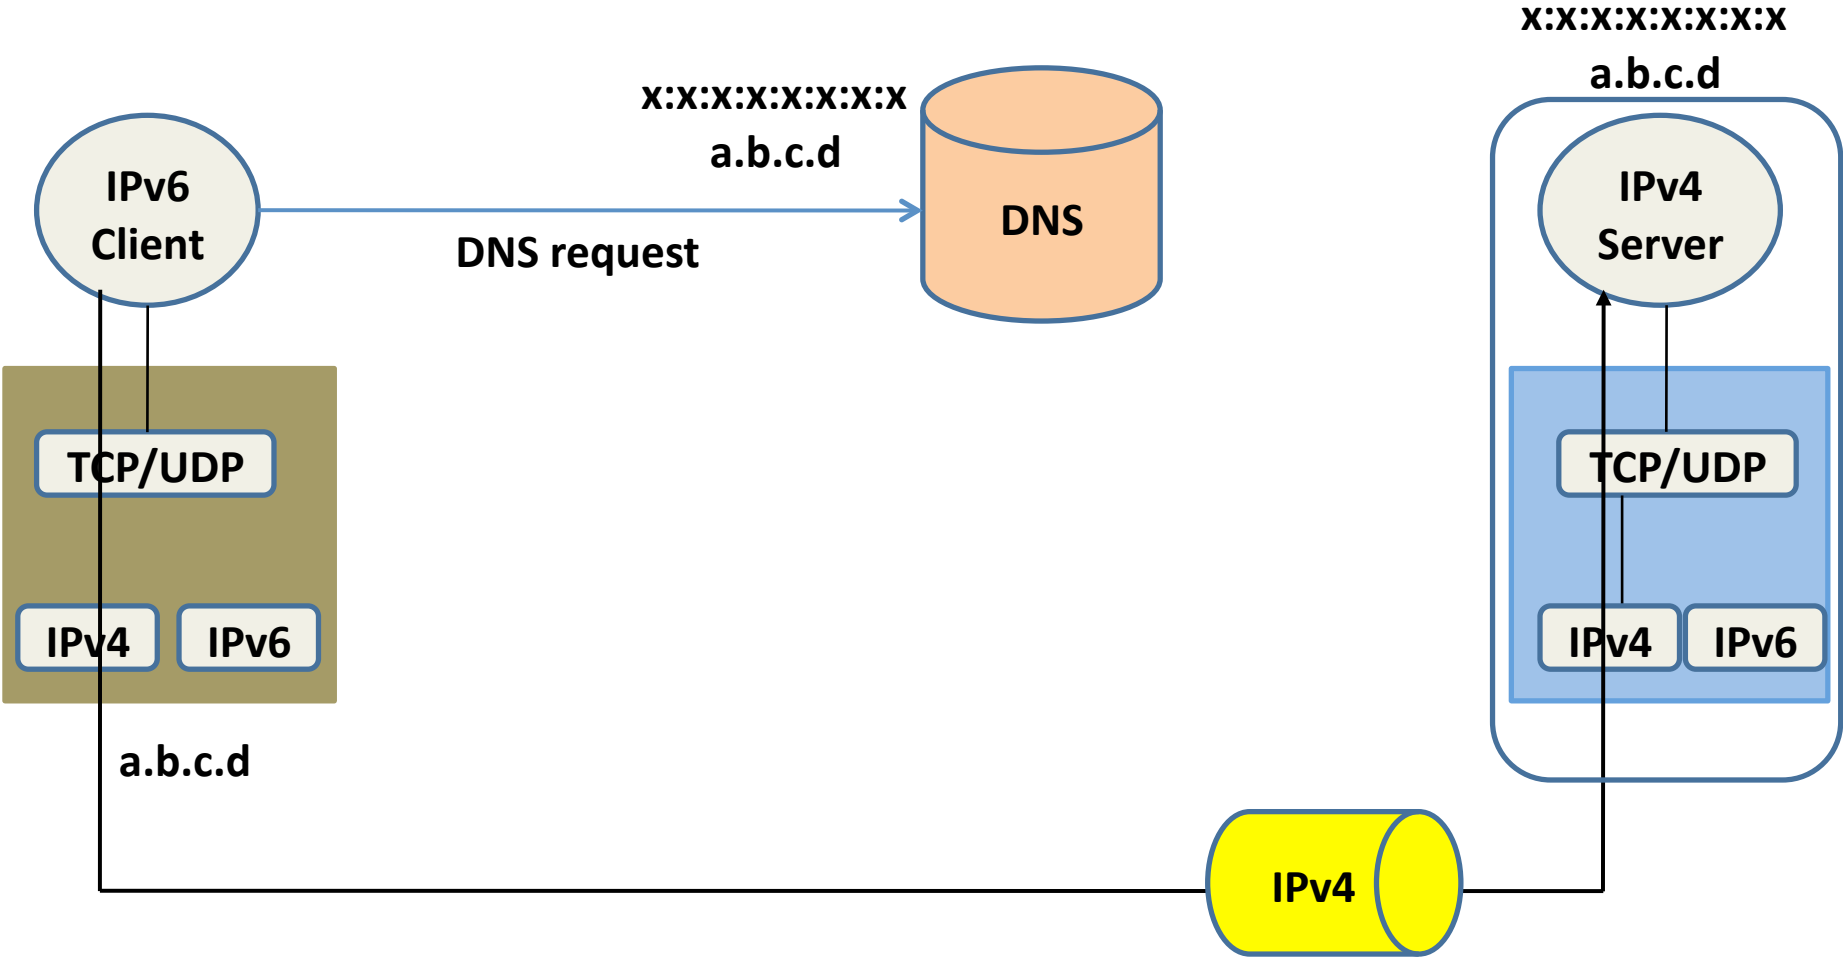 x:x:x:x:x:x:x:x
a.b.c.d
x:x:x:x:x:x:x:x
a.b.c.d
IPv6
Client
DNS request
DNS
IPv4
Server
TCP/UDP
IPv4
IPv6
TCP/UDP
IPv4
IPv6
a.b.c.d
IPv4